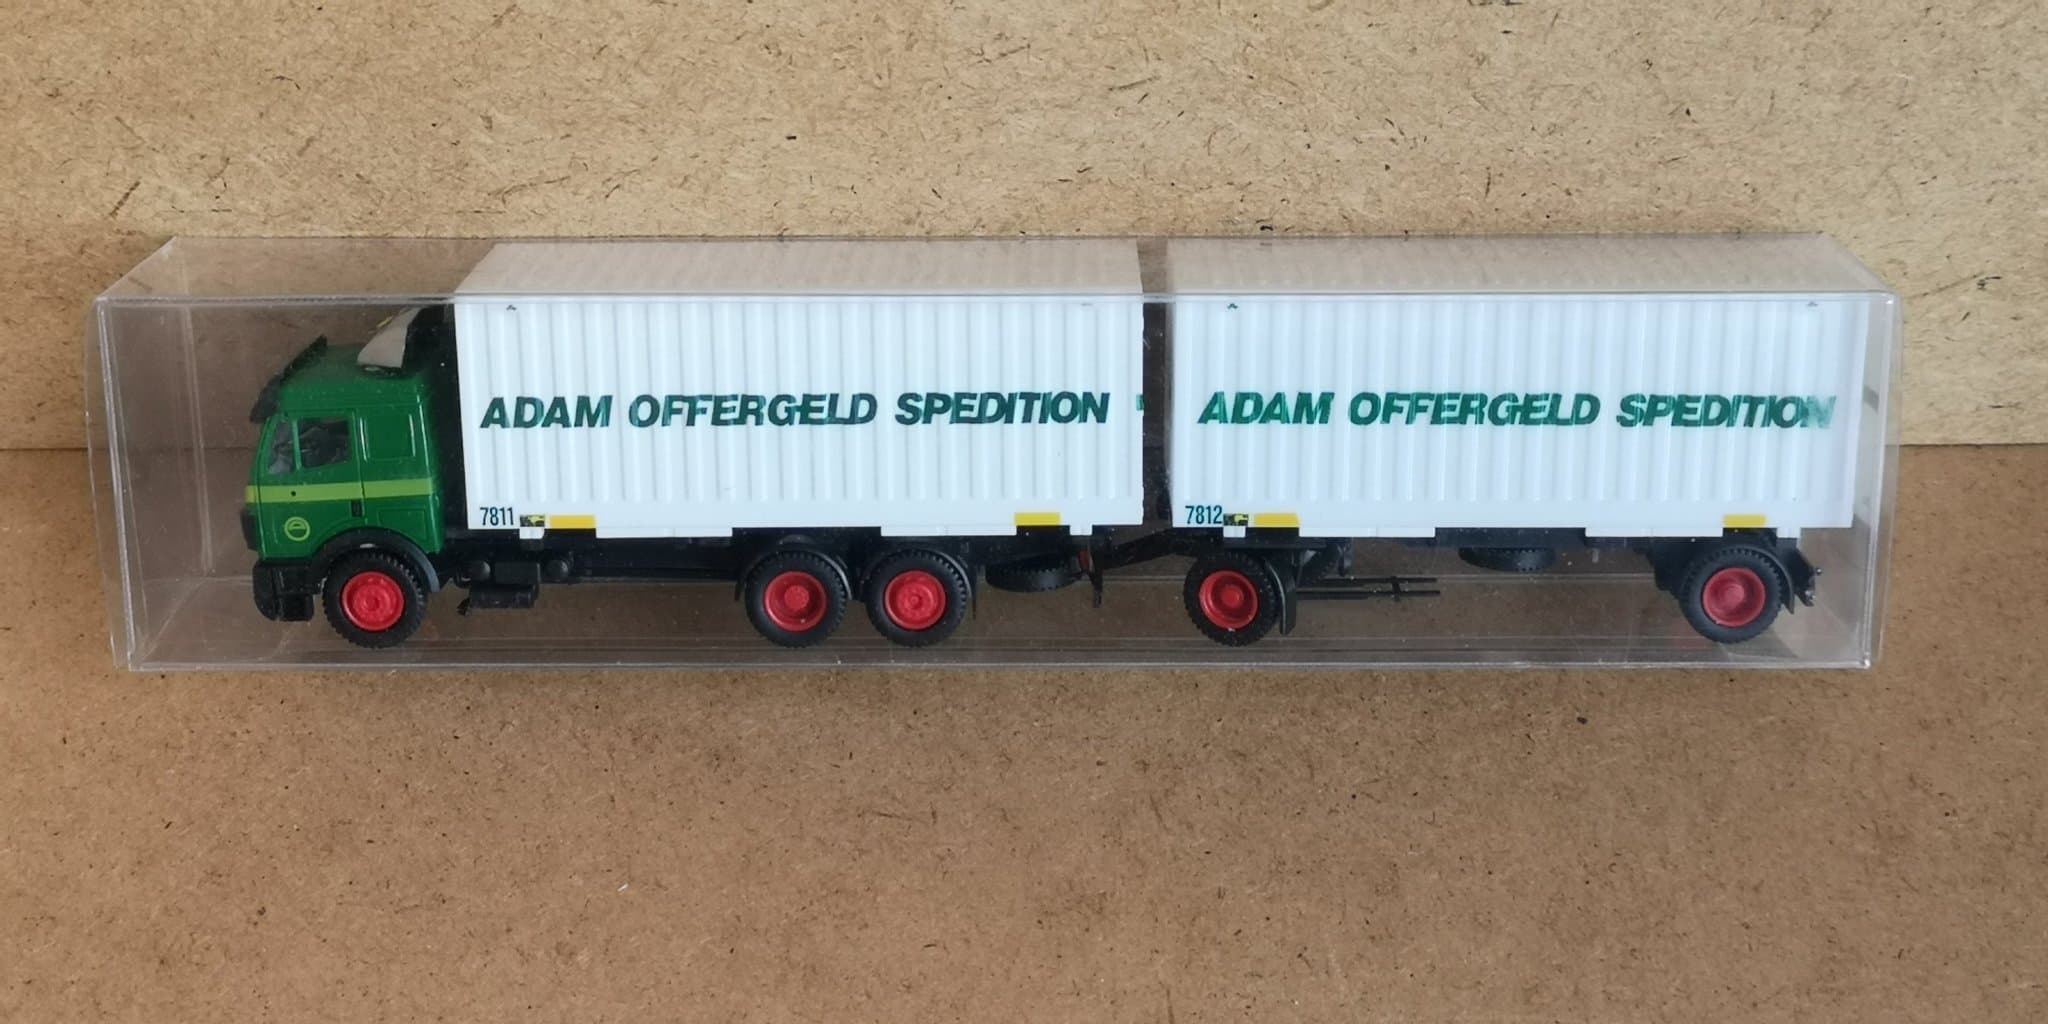 ADAM OFFERGELD SPEDITION
7811
ADAM OFFERGELD SPEDITION
7812